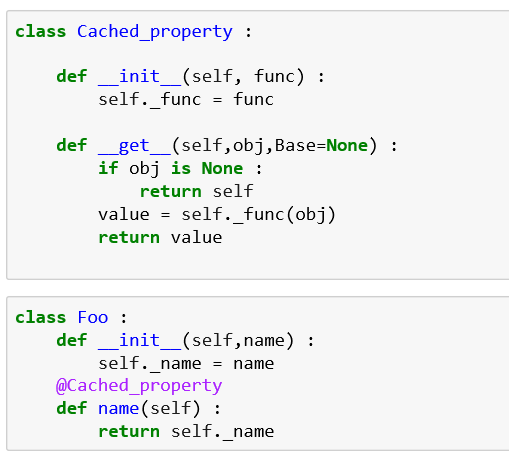 class Cached_property :
def __init__(self, func) :
self._func = func
def __get__(self,obj,Base=None) :
if obj is None :
return self
value = self._func(obj)
return value
class Foo :
def __init__(self,name) :
self._name = name
@Cached_property
def name(self) :
return self._name